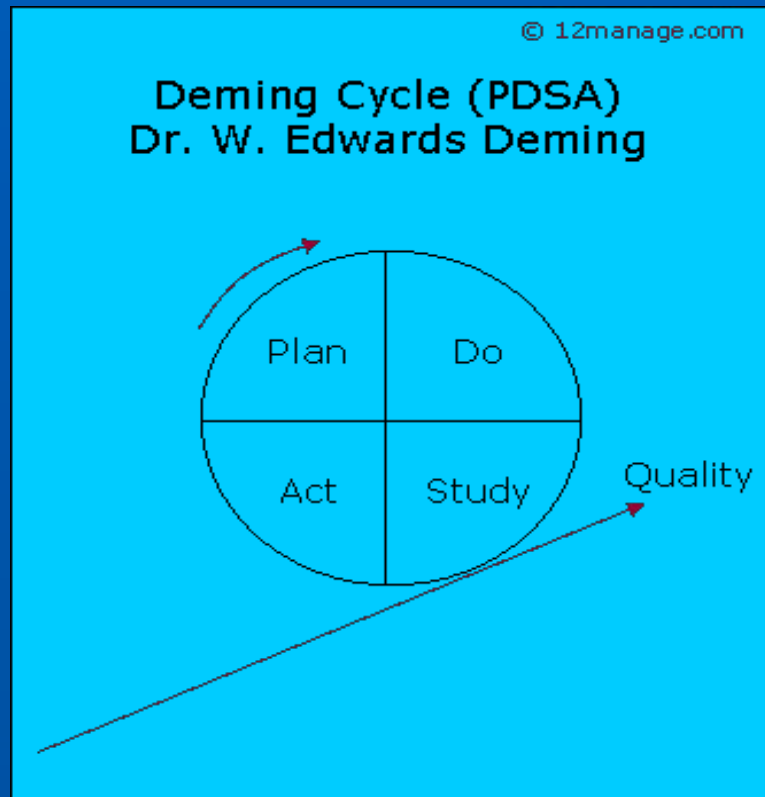 © 12manage.com
Deming Cycle (PDSA)
Dr. W. Edwards Deming
Plan
Do
Act
Study
Quality